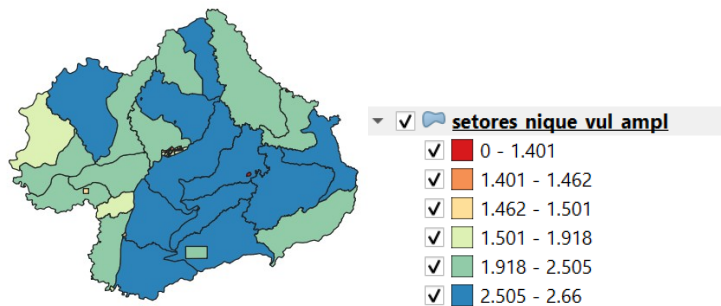 setores_nique_vul_ampl
0 - 1.401
1.401 - 1.462
1.462 - 1.501
1.501 - 1.918
1.918 - 2.505
2.505 - 2.66